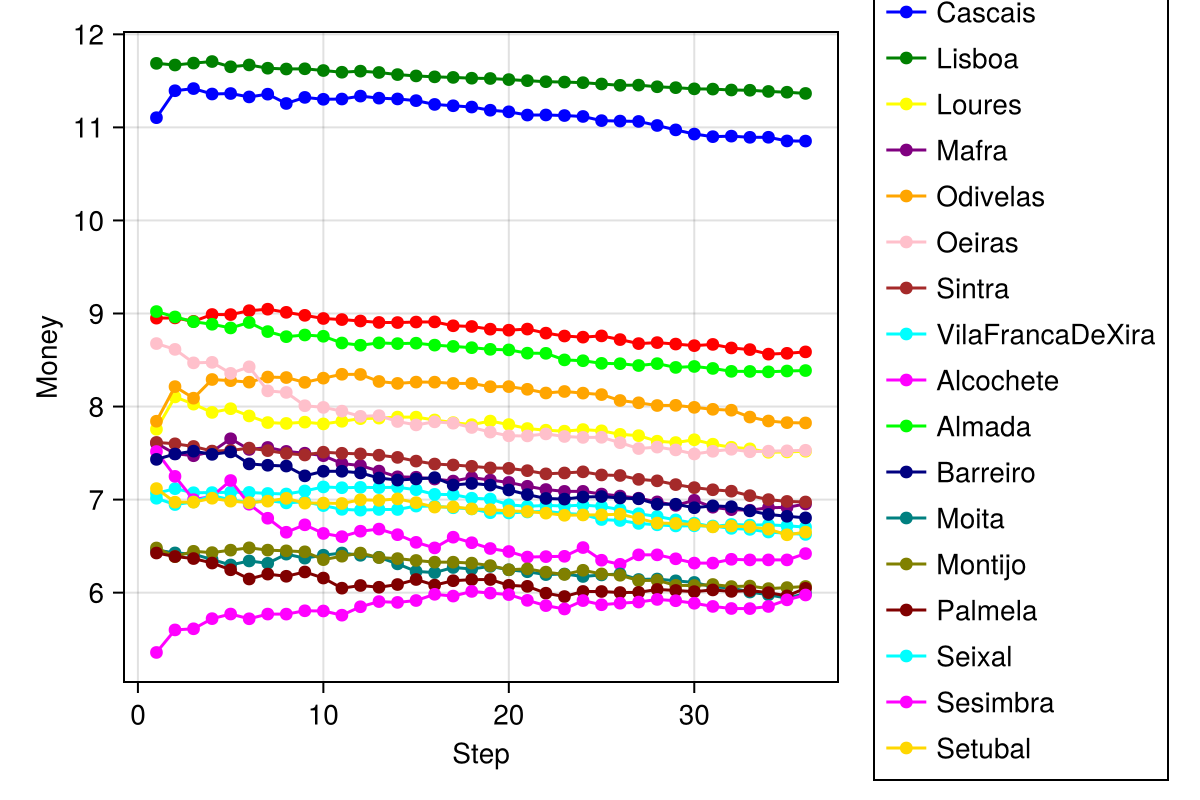 12
11
10
9
8
7
6
Money
0 10 20 30
Step
Cascais
Lisboa
Loures
Mafra
Odivelas
Oeiras
Sintra
VilaFrancaDeXira
Alcochete
Almada
Barreiro
Moita
Montijo
Palmela
Seixal
Sesimbra
Setubal